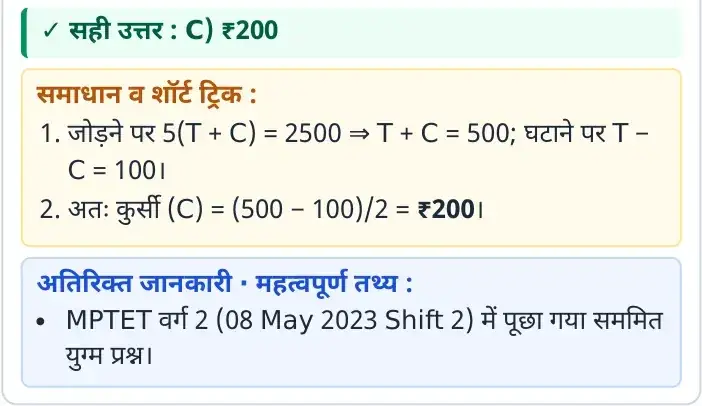 ✓ सही उत्तर : C) ₹200
समाधान व शॉर्ट ट्रिक :
1. जोड़ने पर 5(T + C) = 2500 ⇒ T + C = 500; घटाने पर T −
C = 100।
2. अतः कुर्सी (C) = (500 − 100)/2 = ₹200।
अतिरिक्त जानकारी · महत्वपूर्ण तथ्य :
• MPTET वर्ग 2 (08 May 2023 Shift 2) में पूछा गया सममित
युग्म प्रश्न।